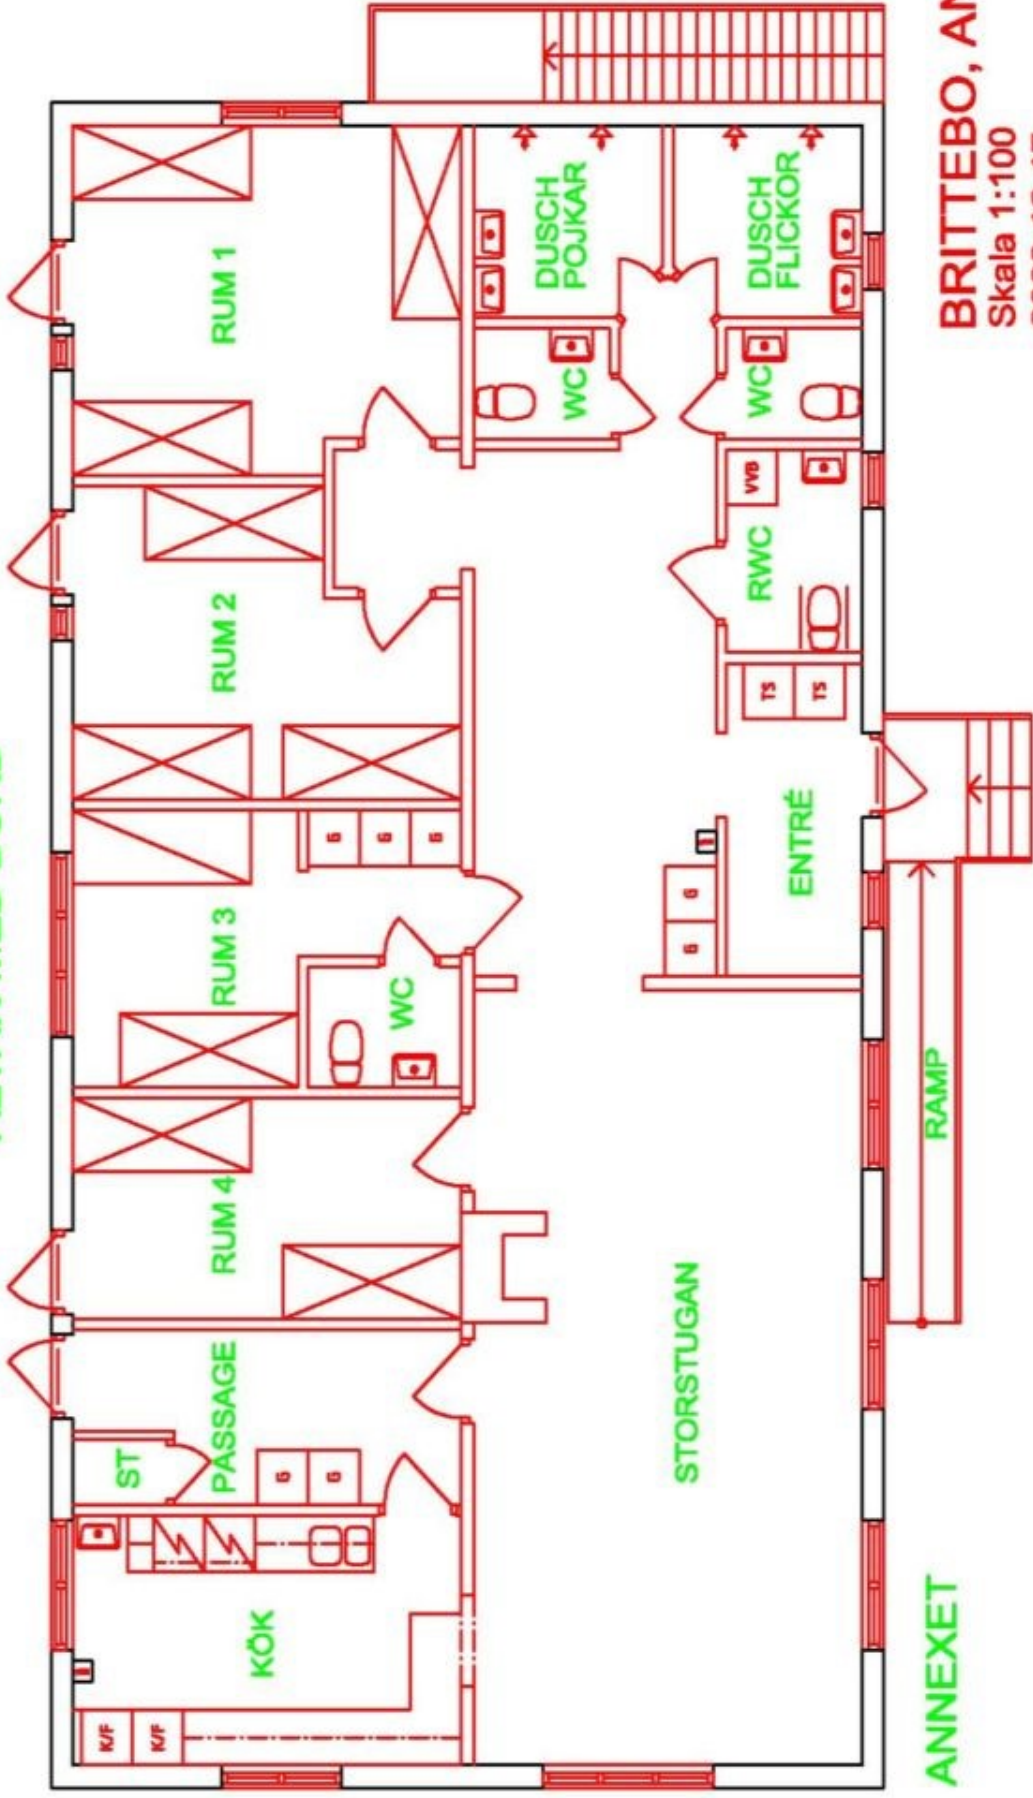 KÖK
K/F
K/F
ST
PASSAGE
G
G
RUM 4
RUM 3
WC
G
G
G
RUM 2
RUM 1
STORSTUGAN
ENTRÉ
G
G
TS
TS
RWC
VVB
WC
WC
DUSCH
POJKAR
DUSCH
FLICKOR
RAMP
ANNEXET
BRITTEBO, AN
Skala 1:100